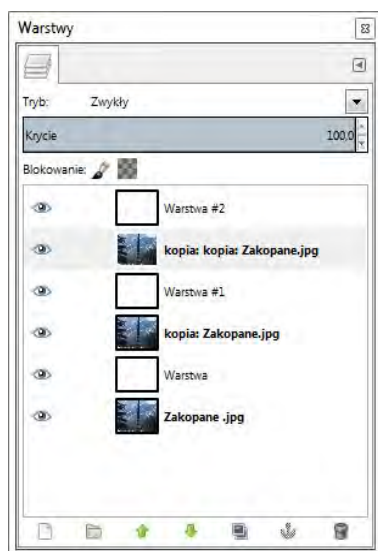 Warstwy
Tryb: Zwykły
Krycie 100,0
Blokowanie:
Warstwa #2
kopia: kopia: Zakopane.jpg
Warstwa #1
kopia: Zakopane.jpg
Warstwa
Zakopane .jpg